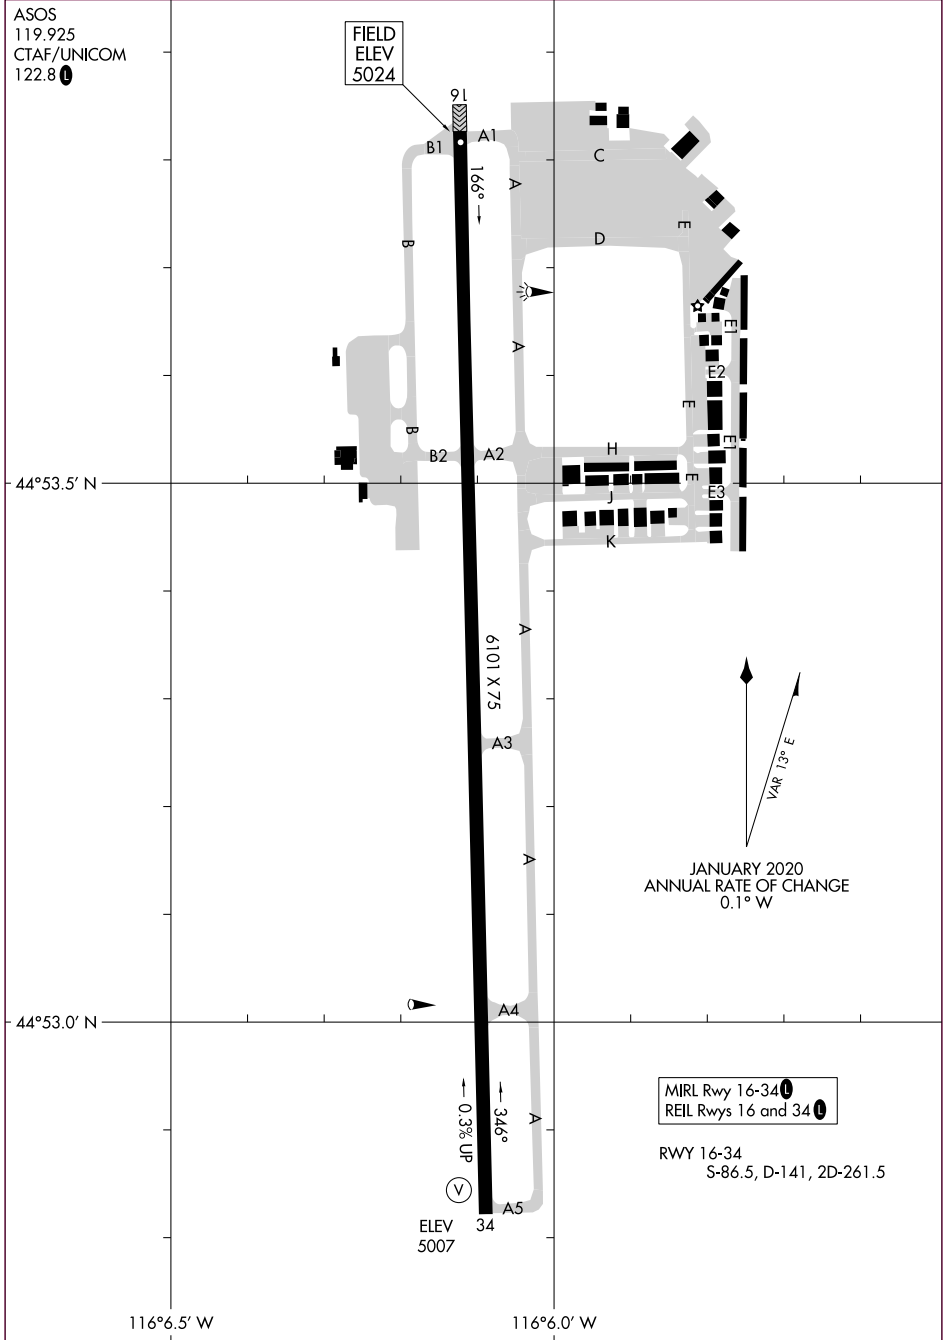 ASOS
119.925
CTAF/UNICOM
122.8 L
FIELD
ELEV
5024
16
A1
B1
C
166°
A
E
B
D
A
E1
E2
B
E
B2
A2
H
E1
44°53.5' N
J
E
E3
K
A
6101 X 75
A3
VAR 13° E
A
JANUARY 2020
ANNUAL RATE OF CHANGE
0.1° W
A4
44°53.0' N
MIRL Rwy 16-34 L
REIL Rwys 16 and 34 L
0.3% UP
346°
A
RWY 16-34
S-86.5, D-141, 2D-261.5
V
A5
ELEV
5007
34
116°6.5' W
116°6.0' W